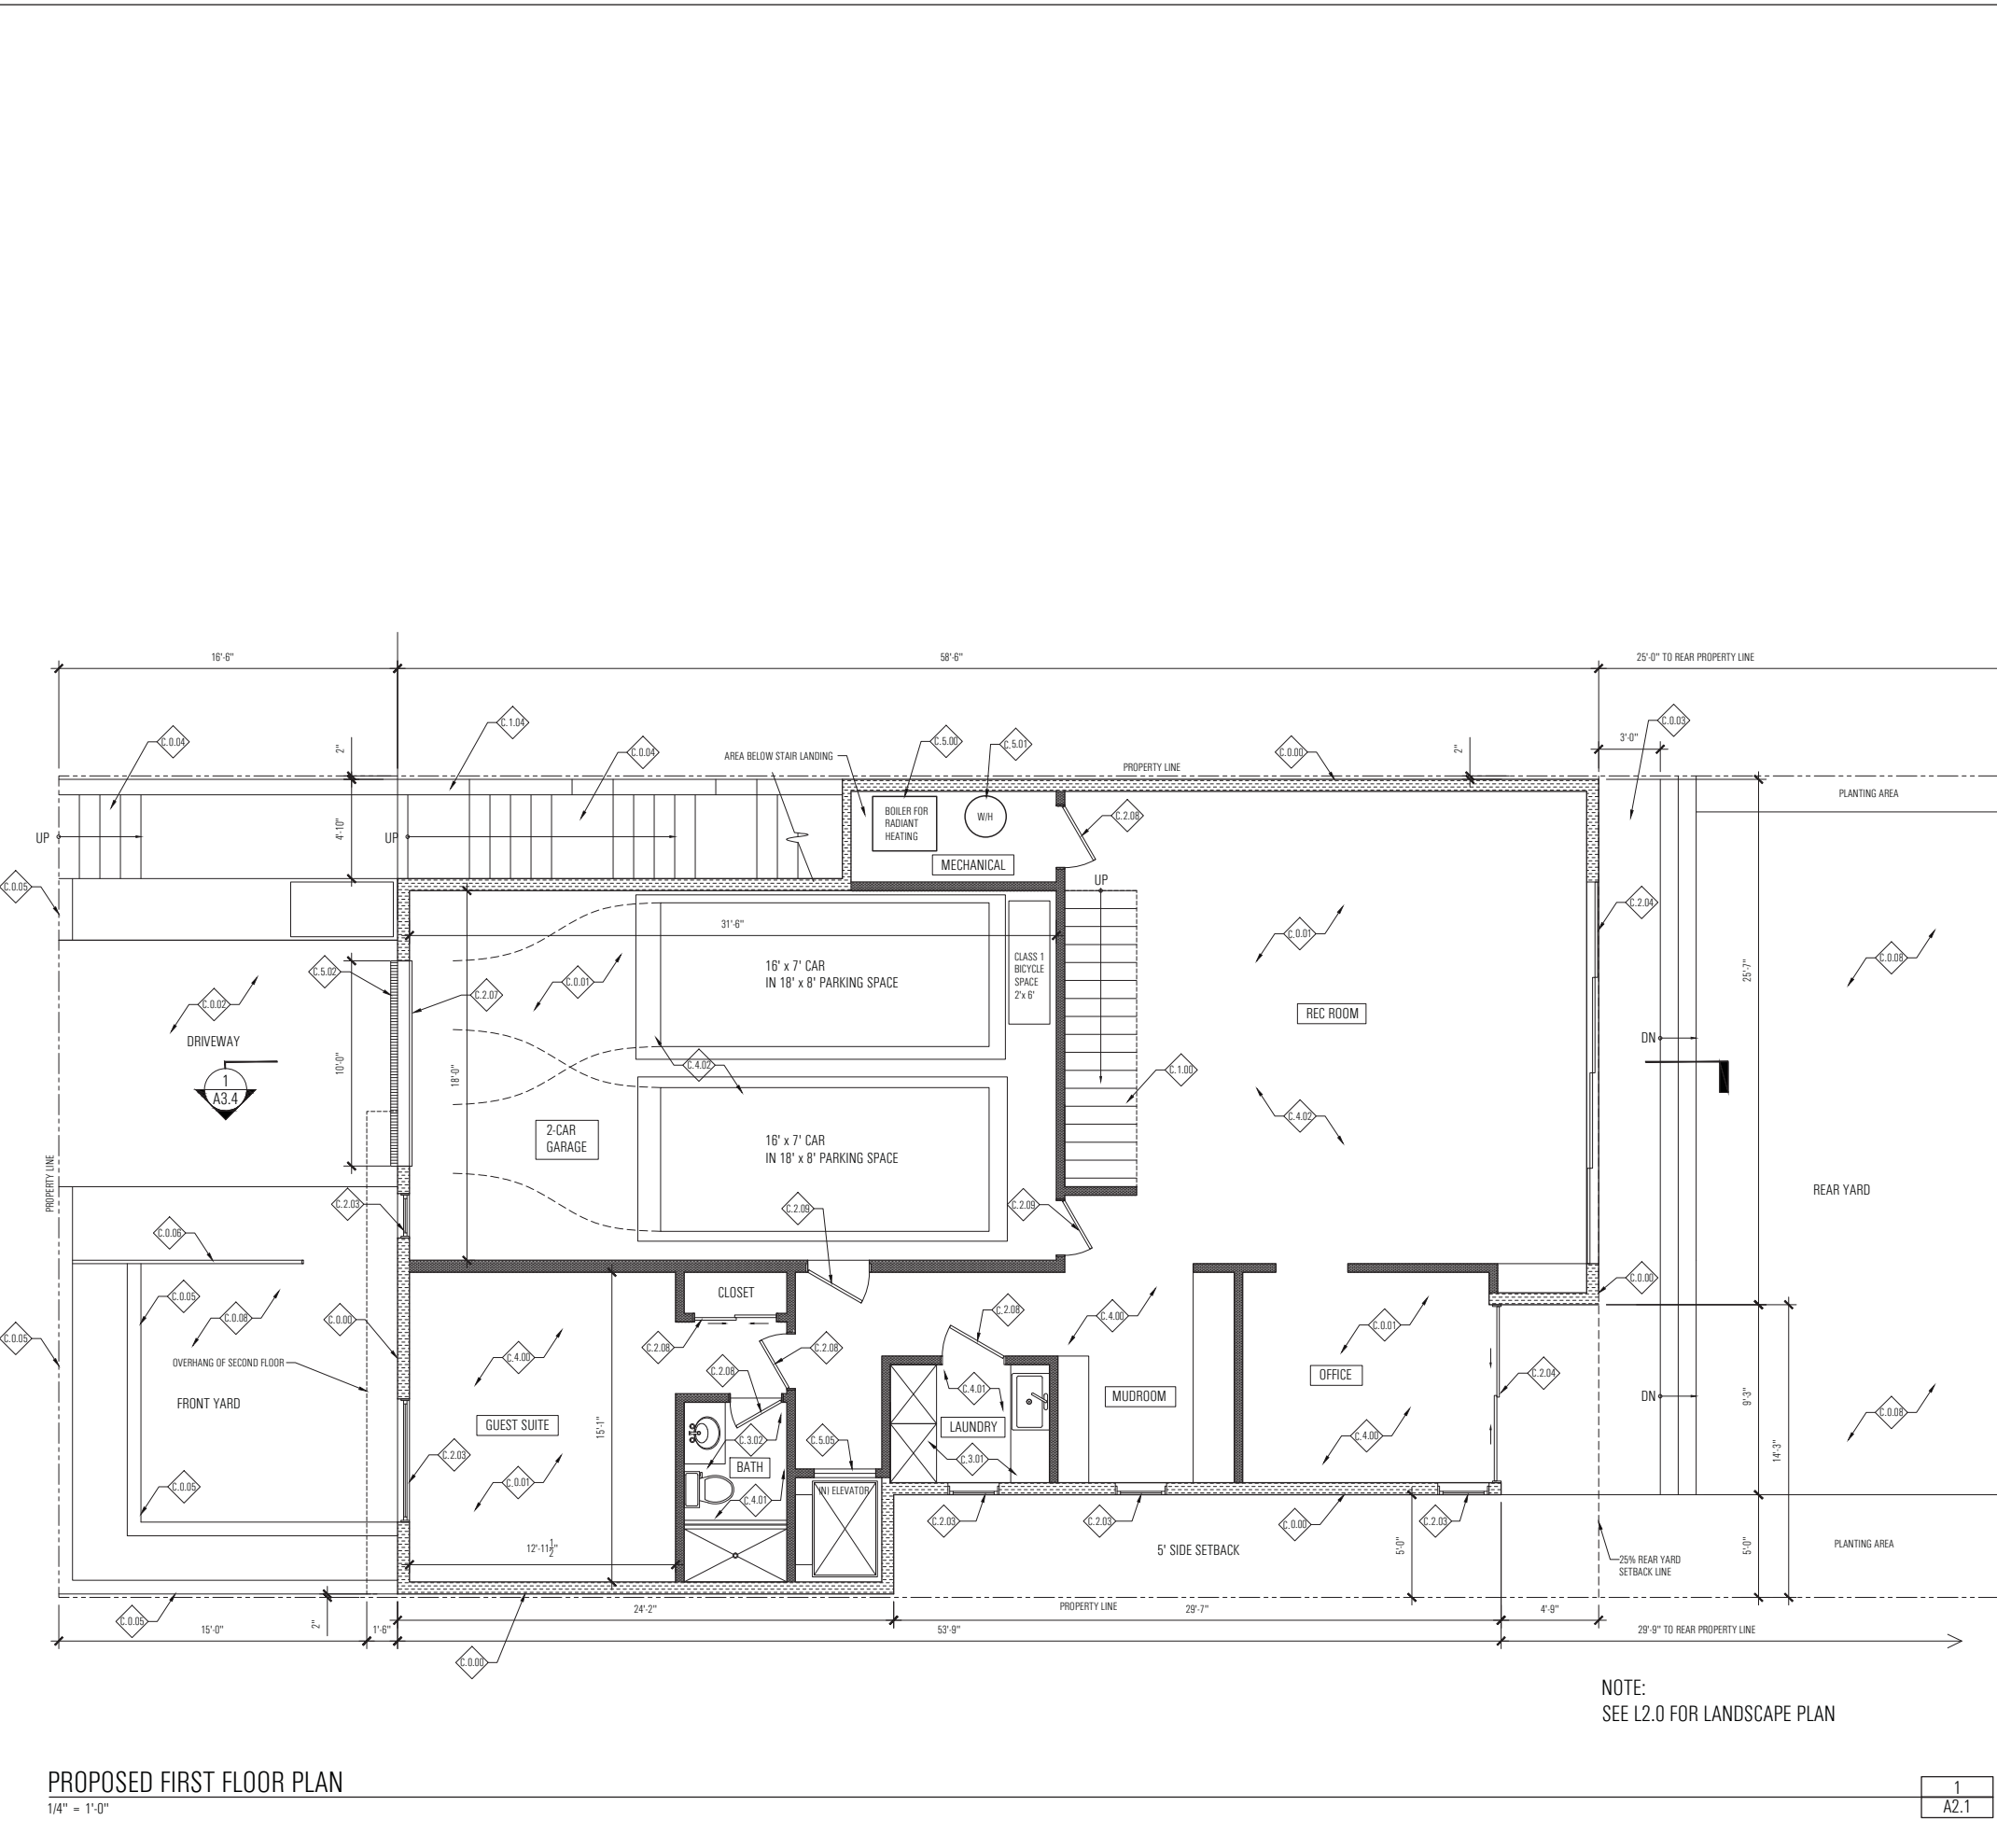 16'-6"
58'-6"
25'-0" TO REAR PROPERTY LINE
C.0.04
C.1.04
C.0.04
2"
AREA BELOW STAIR LANDING
C.5.00
C.5.01
PROPERTY LINE
C.0.00
2"
3'-0"
C.0.03
PLANTING AREA
UP
4'-10"
UP
BOILER FOR
RADIANT
HEATING
W/H
C.2.08
MECHANICAL
C.0.05
UP
C.2.04
31'-6"
C.0.01
C.5.02
C.0.01
C.2.07
16' x 7' CAR
IN 18' x 8' PARKING SPACE
CLASS 1
BICYCLE
SPACE
2'x 6'
REC ROOM
25'-7"
C.0.08
C.0.02
DRIVEWAY
1
A3.4
10'-0"
18'-0"
C.4.02
C.1.00
DN
2-CAR
GARAGE
16' x 7' CAR
IN 18' x 8' PARKING SPACE
C.4.02
PROPERTY LINE
C.2.03
C.2.09
C.2.09
REAR YARD
C.0.06
C.0.05
C.0.08
C.0.00
CLOSET
C.2.08
C.4.00
C.0.01
C.0.00
C.0.05
OVERHANG OF SECOND FLOOR
C.4.00
C.2.08
C.2.08
C.2.08
C.4.01
OFFICE
C.2.04
FRONT YARD
MUDROOM
DN
9'-3"
C.0.08
GUEST SUITE
15'-1"
LAUNDRY
C.2.03
C.3.02
C.5.05
C.4.00
14'-3"
BATH
C.3.01
C.0.05
C.0.01
C.4.01
(N) ELEVATOR
C.2.03
C.2.03
C.0.00
C.2.03
12'-11 1/2"
5' SIDE SETBACK
5'-0"
25% REAR YARD
SETBACK LINE
5'-0"
PLANTING AREA
C.0.05
2"
24'-2"
PROPERTY LINE
29'-7"
4'-9"
15'-0"
1'-6"
53'-9"
29'-9" TO REAR PROPERTY LINE
C.0.00
NOTE:
SEE L2.0 FOR LANDSCAPE PLAN
PROPOSED FIRST FLOOR PLAN
1/4" = 1'-0"
1
A2.1